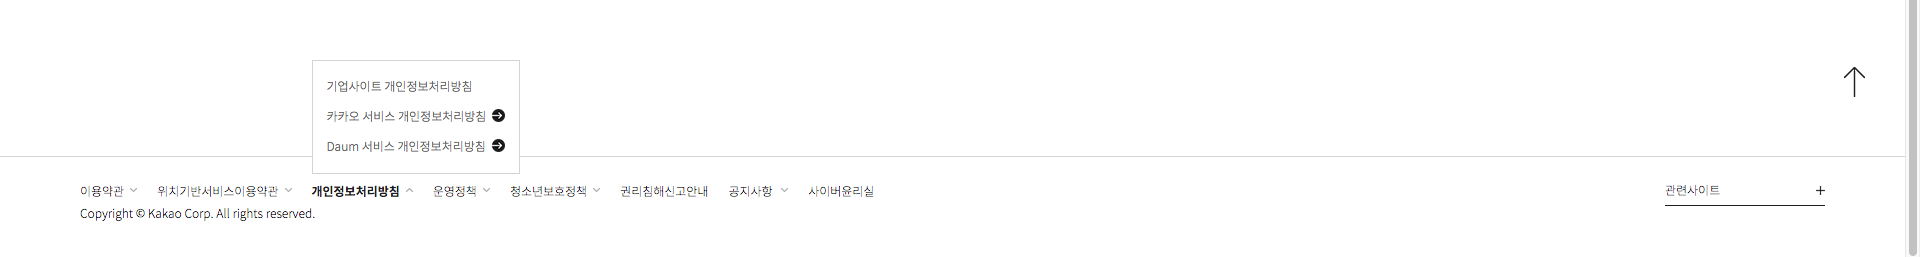 기업사이트 개인정보처리방침
카카오 서비스 개인정보처리방침
Daum 서비스 개인정보처리방침
이용약관
위치기반서비스이용약관
개인정보처리방침
운영정책
청소년보호정책
권리침해신고안내
공지사항
사이버윤리실
관련사이트
Copyright © Kakao Corp. All rights reserved.